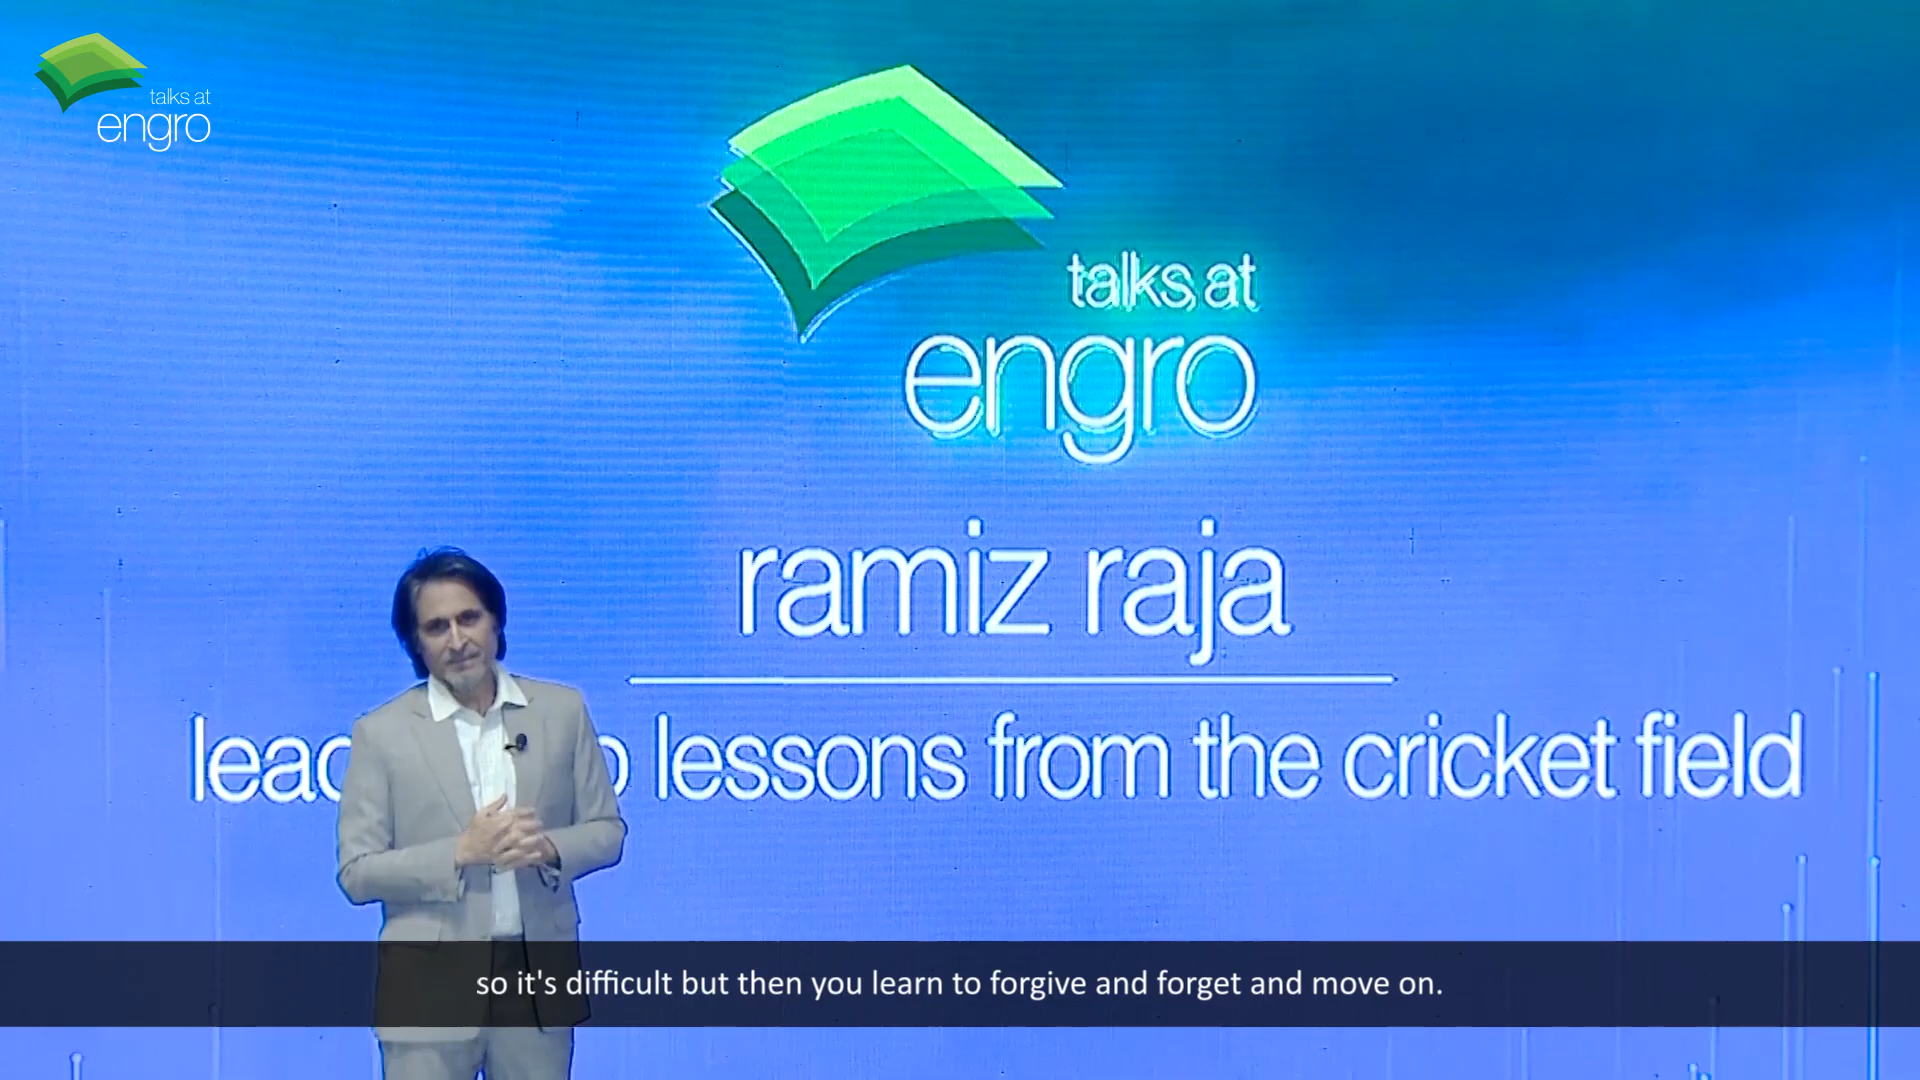 talks at
engro
talks at
engro
ramiz raja
lessons from the cricket field
so it's difficult but then you learn to forgive and forget and move on.